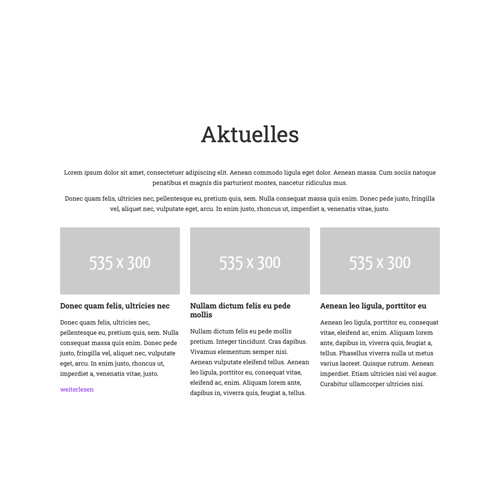 Aktuelles
Lorem ipsum dolor sit amet, consectetuer adipiscing elit. Aenean commodo ligula eget dolor. Aenean massa. Cum sociis natoque
penatibus et magnis dis parturient montes, nascetur ridiculus mus.
Donec quam felis, ultricies nec, pellentesque eu, pretium quis, sem. Nulla consequat massa quis enim. Donec pede justo, fringilla
vel, aliquet nec, vulputate eget, arcu. In enim justo, rhoncus ut, imperdiet a, venenatis vitae, justo.
535 x 300
Donec quam felis, ultricies nec
Donec quam felis, ultricies nec,
pellentesque eu, pretium quis, sem. Nulla
consequat massa quis enim. Donec pede
justo, fringilla vel, aliquet nec, vulputate
eget, arcu. In enim justo, rhoncus ut,
imperdiet a, venenatis vitae, justo.
weiterlesen
535 x 300
Nullam dictum felis eu pede
mollis
Nullam dictum felis eu pede mollis
pretium. Integer tincidunt. Cras dapibus.
Vivamus elementum semper nisi.
Aenean vulputate eleifend tellus. Aenean
leo ligula, porttitor eu, consequat vitae,
eleifend ac, enim. Aliquam lorem ante,
dapibus in, viverra quis, feugiat a, tellus.
535 x 300
Aenean leo ligula, porttitor eu
Aenean leo ligula, porttitor eu, consequat
vitae, eleifend ac, enim. Aliquam lorem
ante, dapibus in, viverra quis, feugiat a,
tellus. Phasellus viverra nulla ut metus
varius laoreet. Quisque rutrum. Aenean
imperdiet. Etiam ultricies nisi vel augue.
Curabitur ullamcorper ultricies nisi.